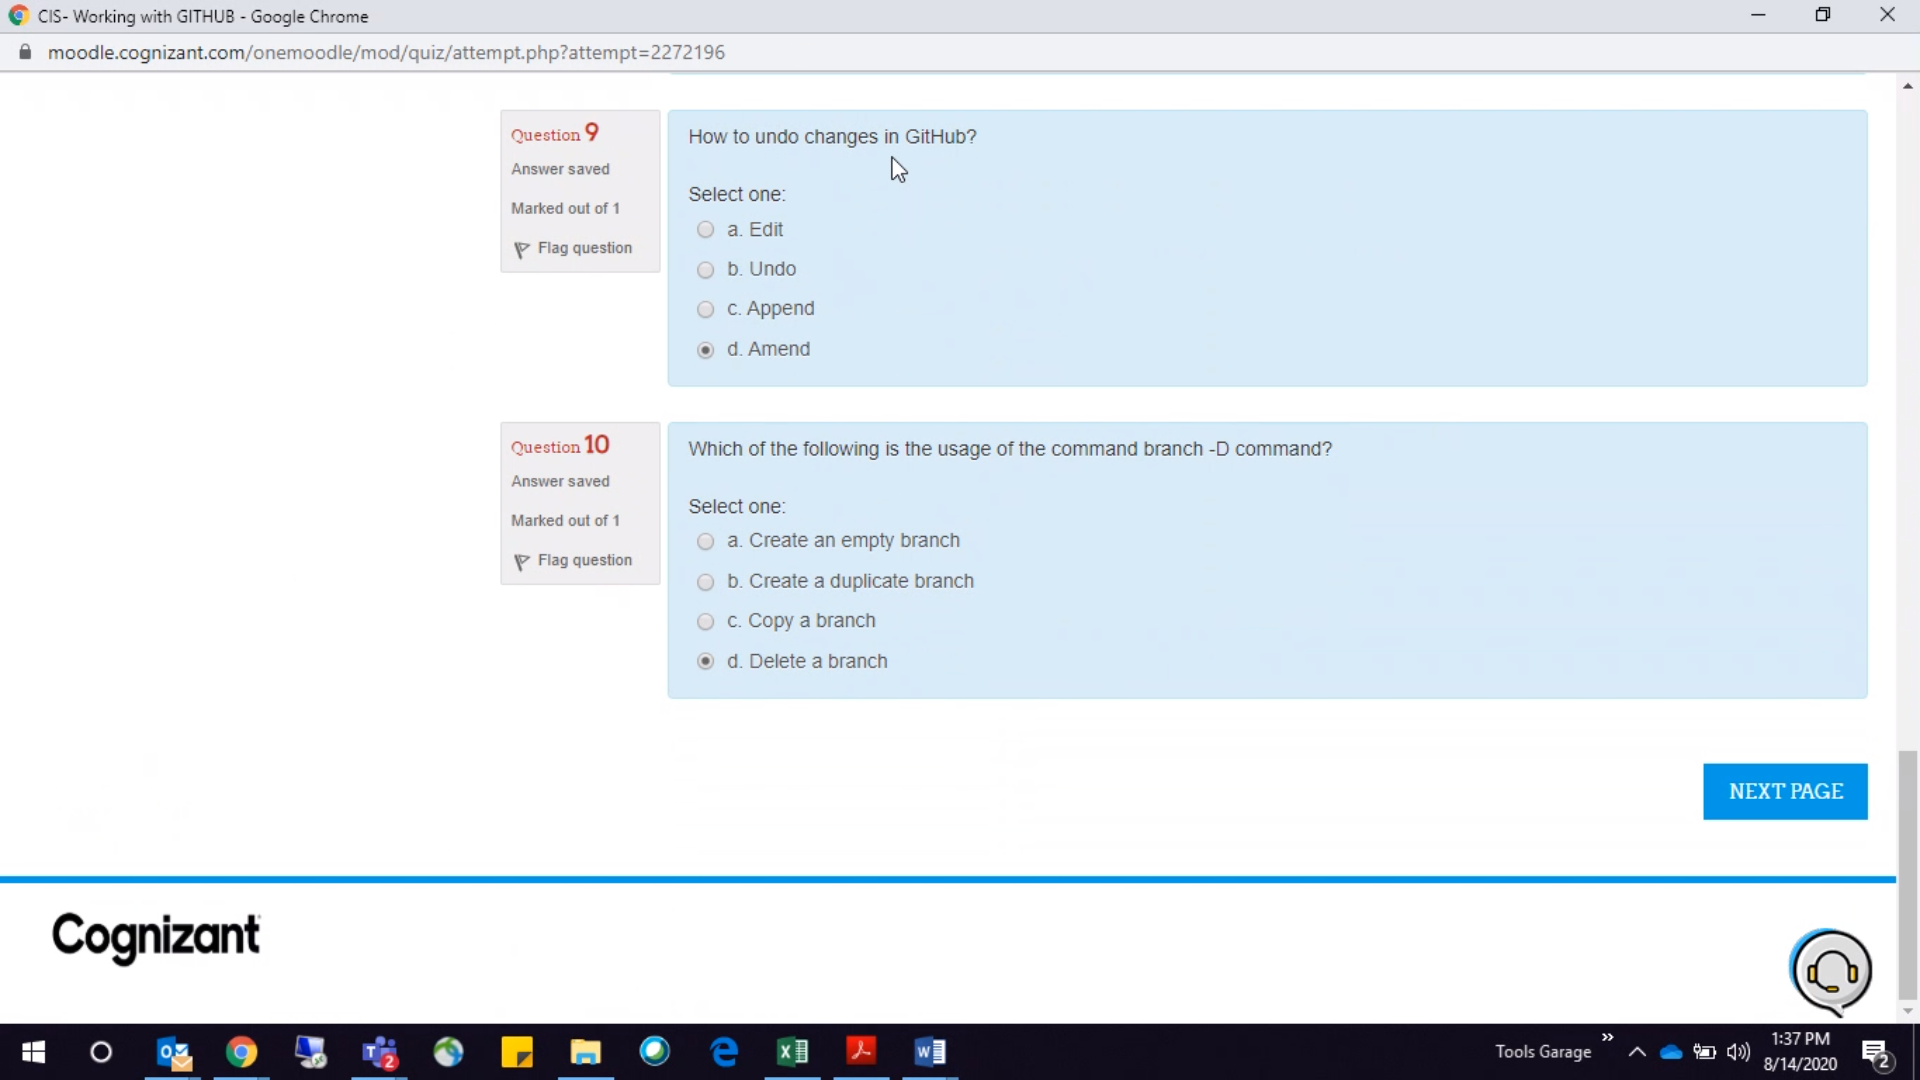 CIS- Working with GITHUB - Google Chrome
moodle.cognizant.com/onemoodle/mod/quiz/attempt.php?attempt=2272196
Question 9
Answer saved
Marked out of 1
Flag question
How to undo changes in GitHub?
Select one:
a. Edit
b. Undo
c. Append
d. Amend
Question 10
Answer saved
Marked out of 1
Flag question
Which of the following is the usage of the command branch -D command?
Select one:
a. Create an empty branch
b. Create a duplicate branch
c. Copy a branch
d. Delete a branch
NEXT PAGE
Cognizant
Tools Garage
1:37 PM
8/14/2020
2
2